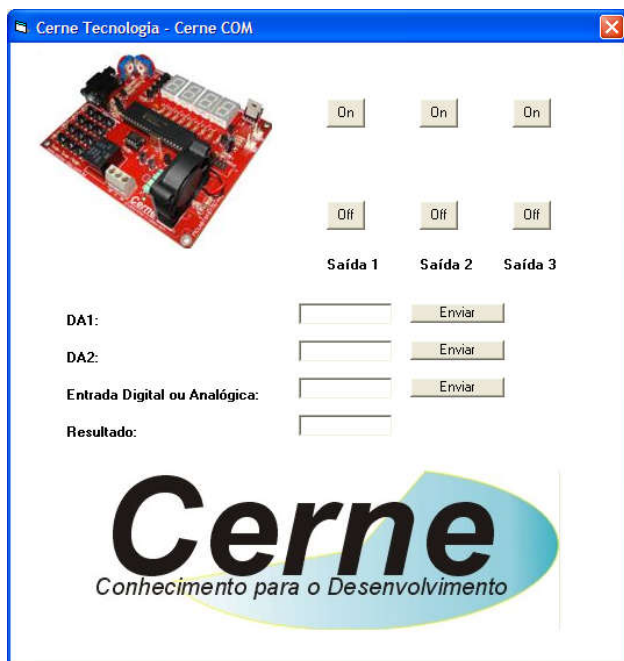 Cerne Tecnologia - Cerne COM
On On On
Off Off Off
Saída 1 Saída 2 Saída 3
DA1: Enviar
DA2: Enviar
Entrada Digital ou Analógica: Enviar
Resultado:
Cerne
Cerne
Conhecimento para o Desenvolvimento